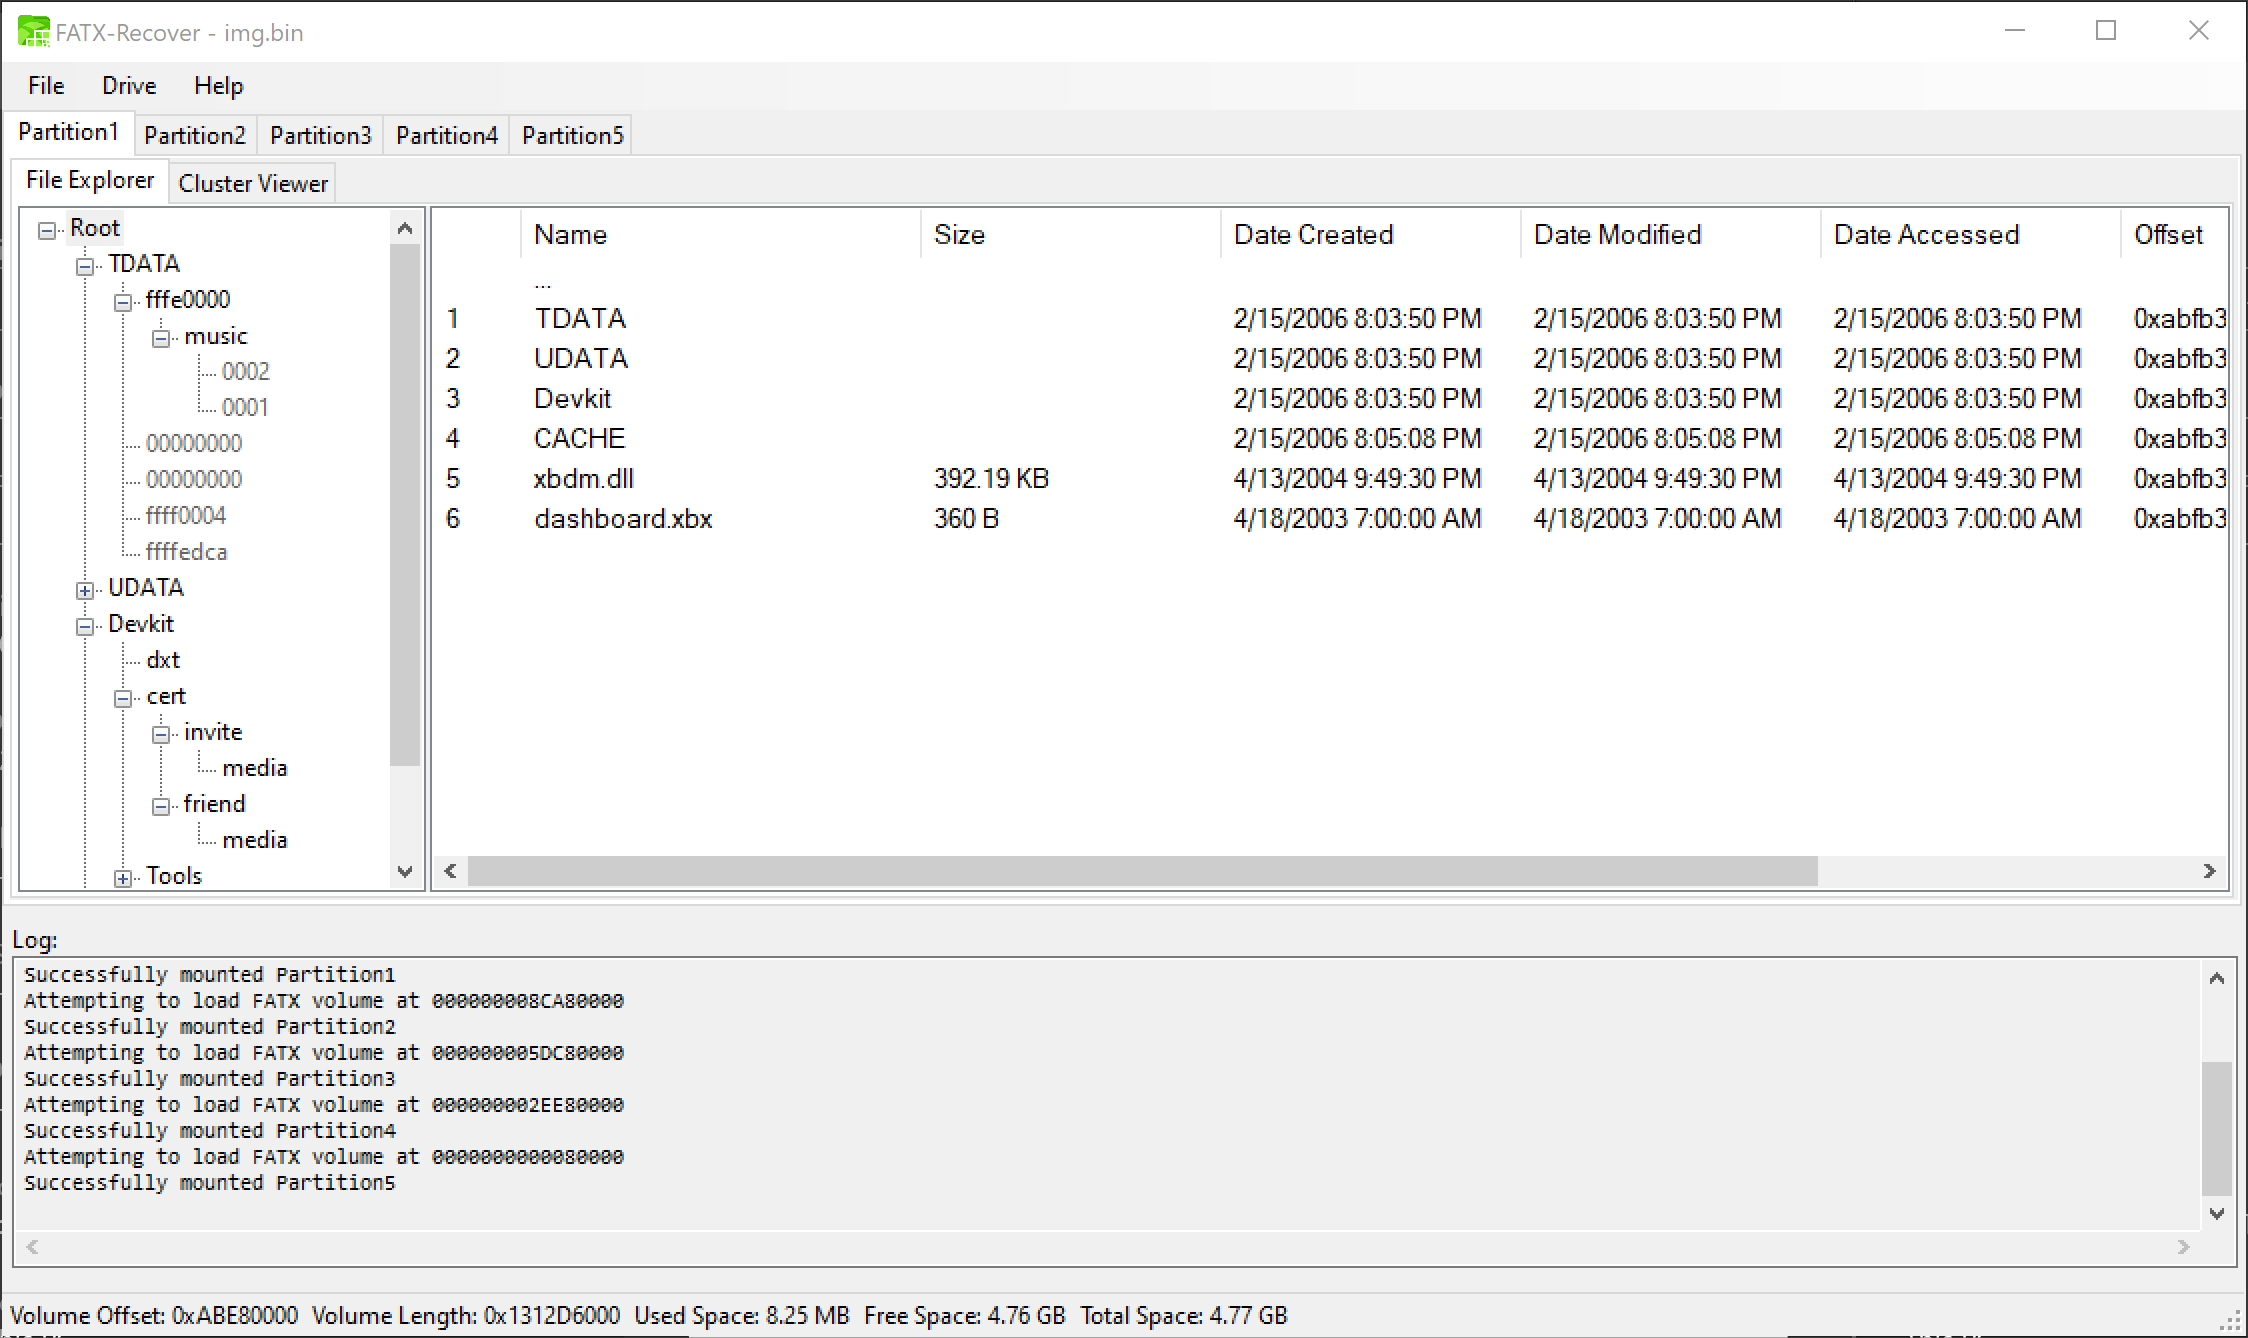 FATX-Recover - img.bin
File Drive Help
Partition1 Partition2 Partition3 Partition4 Partition5
File Explorer Cluster Viewer
Root
TDATA
fffe0000
music
0002
0001
00000000
00000000
ffff0004
ffffedca
UDATA
Devkit
dxt
cert
invite
media
friend
media
Tools
Name Size Date Created Date Modified Date Accessed Offset
...
1 TDATA 2/15/2006 8:03:50 PM 2/15/2006 8:03:50 PM 2/15/2006 8:03:50 PM 0xabfb3
2 UDATA 2/15/2006 8:03:50 PM 2/15/2006 8:03:50 PM 2/15/2006 8:03:50 PM 0xabfb3
3 Devkit 2/15/2006 8:03:50 PM 2/15/2006 8:03:50 PM 2/15/2006 8:03:50 PM 0xabfb3
4 CACHE 2/15/2006 8:05:08 PM 2/15/2006 8:05:08 PM 2/15/2006 8:05:08 PM 0xabfb3
5 xbdm.dll 392.19 KB 4/13/2004 9:49:30 PM 4/13/2004 9:49:30 PM 4/13/2004 9:49:30 PM 0xabfb3
6 dashboard.xbx 360 B 4/18/2003 7:00:00 AM 4/18/2003 7:00:00 AM 4/18/2003 7:00:00 AM 0xabfb3
Log:
Successfully mounted Partition1
Attempting to load FATX volume at 000000008CA80000
Successfully mounted Partition2
Attempting to load FATX volume at 000000005DC80000
Successfully mounted Partition3
Attempting to load FATX volume at 000000002EE80000
Successfully mounted Partition4
Attempting to load FATX volume at 0000000000080000
Successfully mounted Partition5
Volume Offset: 0xABE80000 Volume Length: 0x1312D6000 Used Space: 8.25 MB Free Space: 4.76 GB Total Space: 4.77 GB